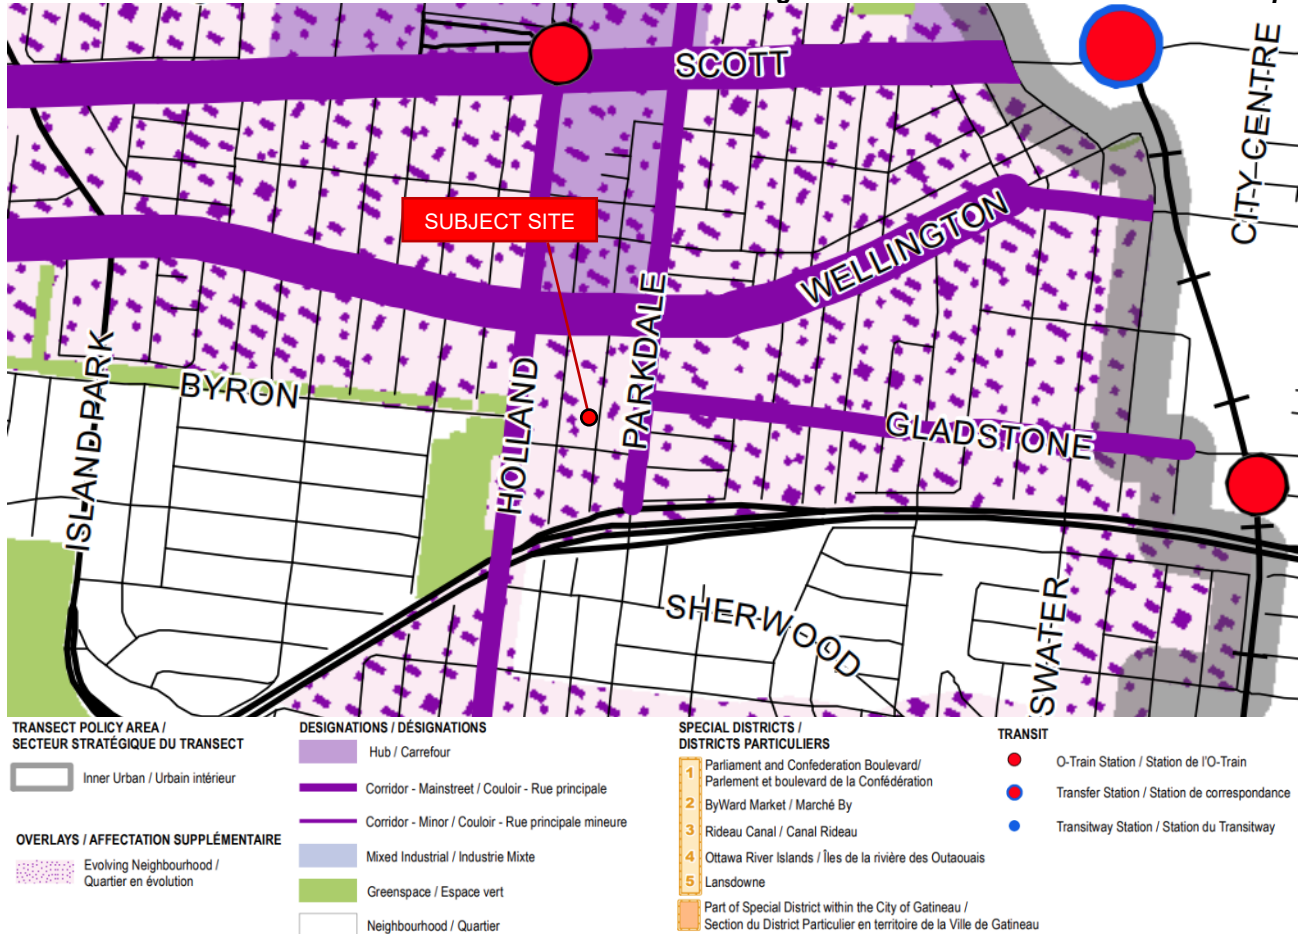 SCOTT
CITY-CENTRE
SUBJECT SITE
WELLINGTON
PARKDALE
ISLAND-PARK
BYRON
HOLLAND
GLADSTONE
SHERWOOD
SWATER
TRANSECT POLICY AREA /
SECTEUR STRATÉGIQUE DU TRANSECT
Inner Urban / Urbain intérieur
OVERLAYS / AFFECTATION SUPPLÉMENTAIRE
Evolving Neighbourhood /
Quartier en évolution
DESIGNATIONS / DÉSIGNATIONS
Hub / Carrefour
Corridor - Mainstreet / Couloir - Rue principale
Corridor - Minor / Couloir - Rue principale mineure
Mixed Industrial / Industrie Mixte
Greenspace / Espace vert
Neighbourhood / Quartier
SPECIAL DISTRICTS /
DISTRICTS PARTICULIERS
1 Parliament and Confederation Boulevard/
Parlement et boulevard de la Confédération
2 ByWard Market / Marché By
3 Rideau Canal / Canal Rideau
4 Ottawa River Islands / Îles de la rivière des Outaouais
5 Lansdowne
Part of Special District within the City of Gatineau /
Section du District Particulier en territoire de la Ville de Gatineau
TRANSIT
O-Train Station / Station de l'O-Train
Transfer Station / Station de correspondance
Transitway Station / Station du Transitway